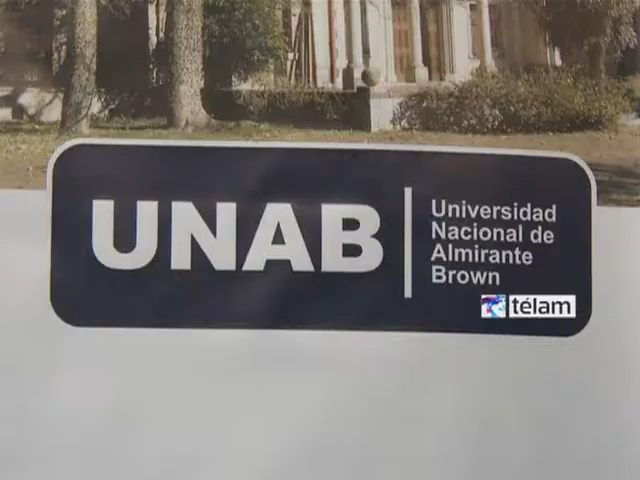 UNAB
Universidad
Nacional de
Almirante
Brown
télam